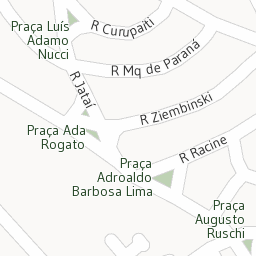 Praça Luís
Adamo
Nucci
R Curupaiti
R Mq de Paraná
R Jataí
R Ziembinski
Praça Ada
Rogato
R Racine
Praça
Adroaldo
Barbosa Lima
Praça
Augusto
Ruschi